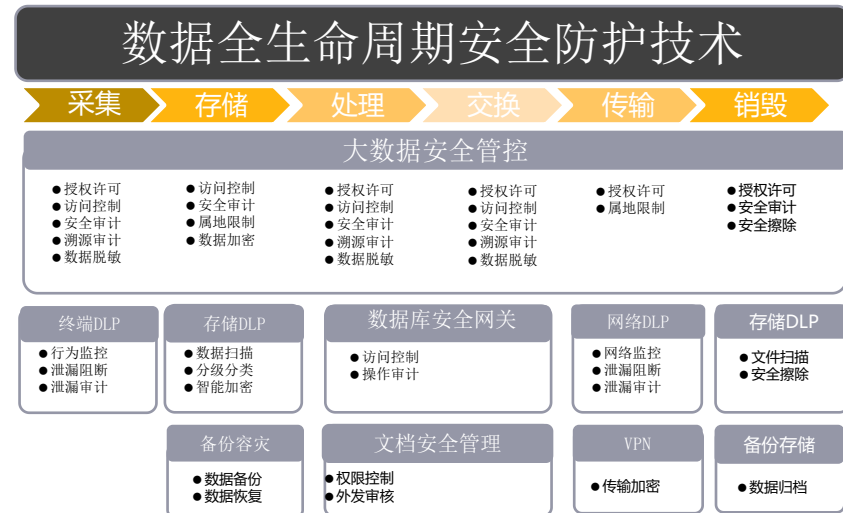 数据全生命周期安全防护技术
采集
存储
处理
交换
传输
销毁
大数据安全管控
●授权许可
●访问控制
●安全审计
●溯源审计
●数据脱敏
●访问控制
●安全审计
●属地限制
●数据加密
●授权许可
●访问控制
●安全审计
●溯源审计
●数据脱敏
●授权许可
●访问控制
●安全审计
●溯源审计
●数据脱敏
●授权许可
●属地限制
●授权许可
●安全审计
●安全擦除
终端DLP
●行为监控
●泄漏阻断
●泄漏审计
存储DLP
●数据扫描
●分级分类
●智能加密
数据库安全网关
●访问控制
●操作审计
网络DLP
●网络监控
●泄漏阻断
●泄漏审计
存储DLP
●文件扫描
●安全擦除
备份容灾
●数据备份
●数据恢复
文档安全管理
●权限控制
●外发审核
VPN
●传输加密
备份存储
●数据归档